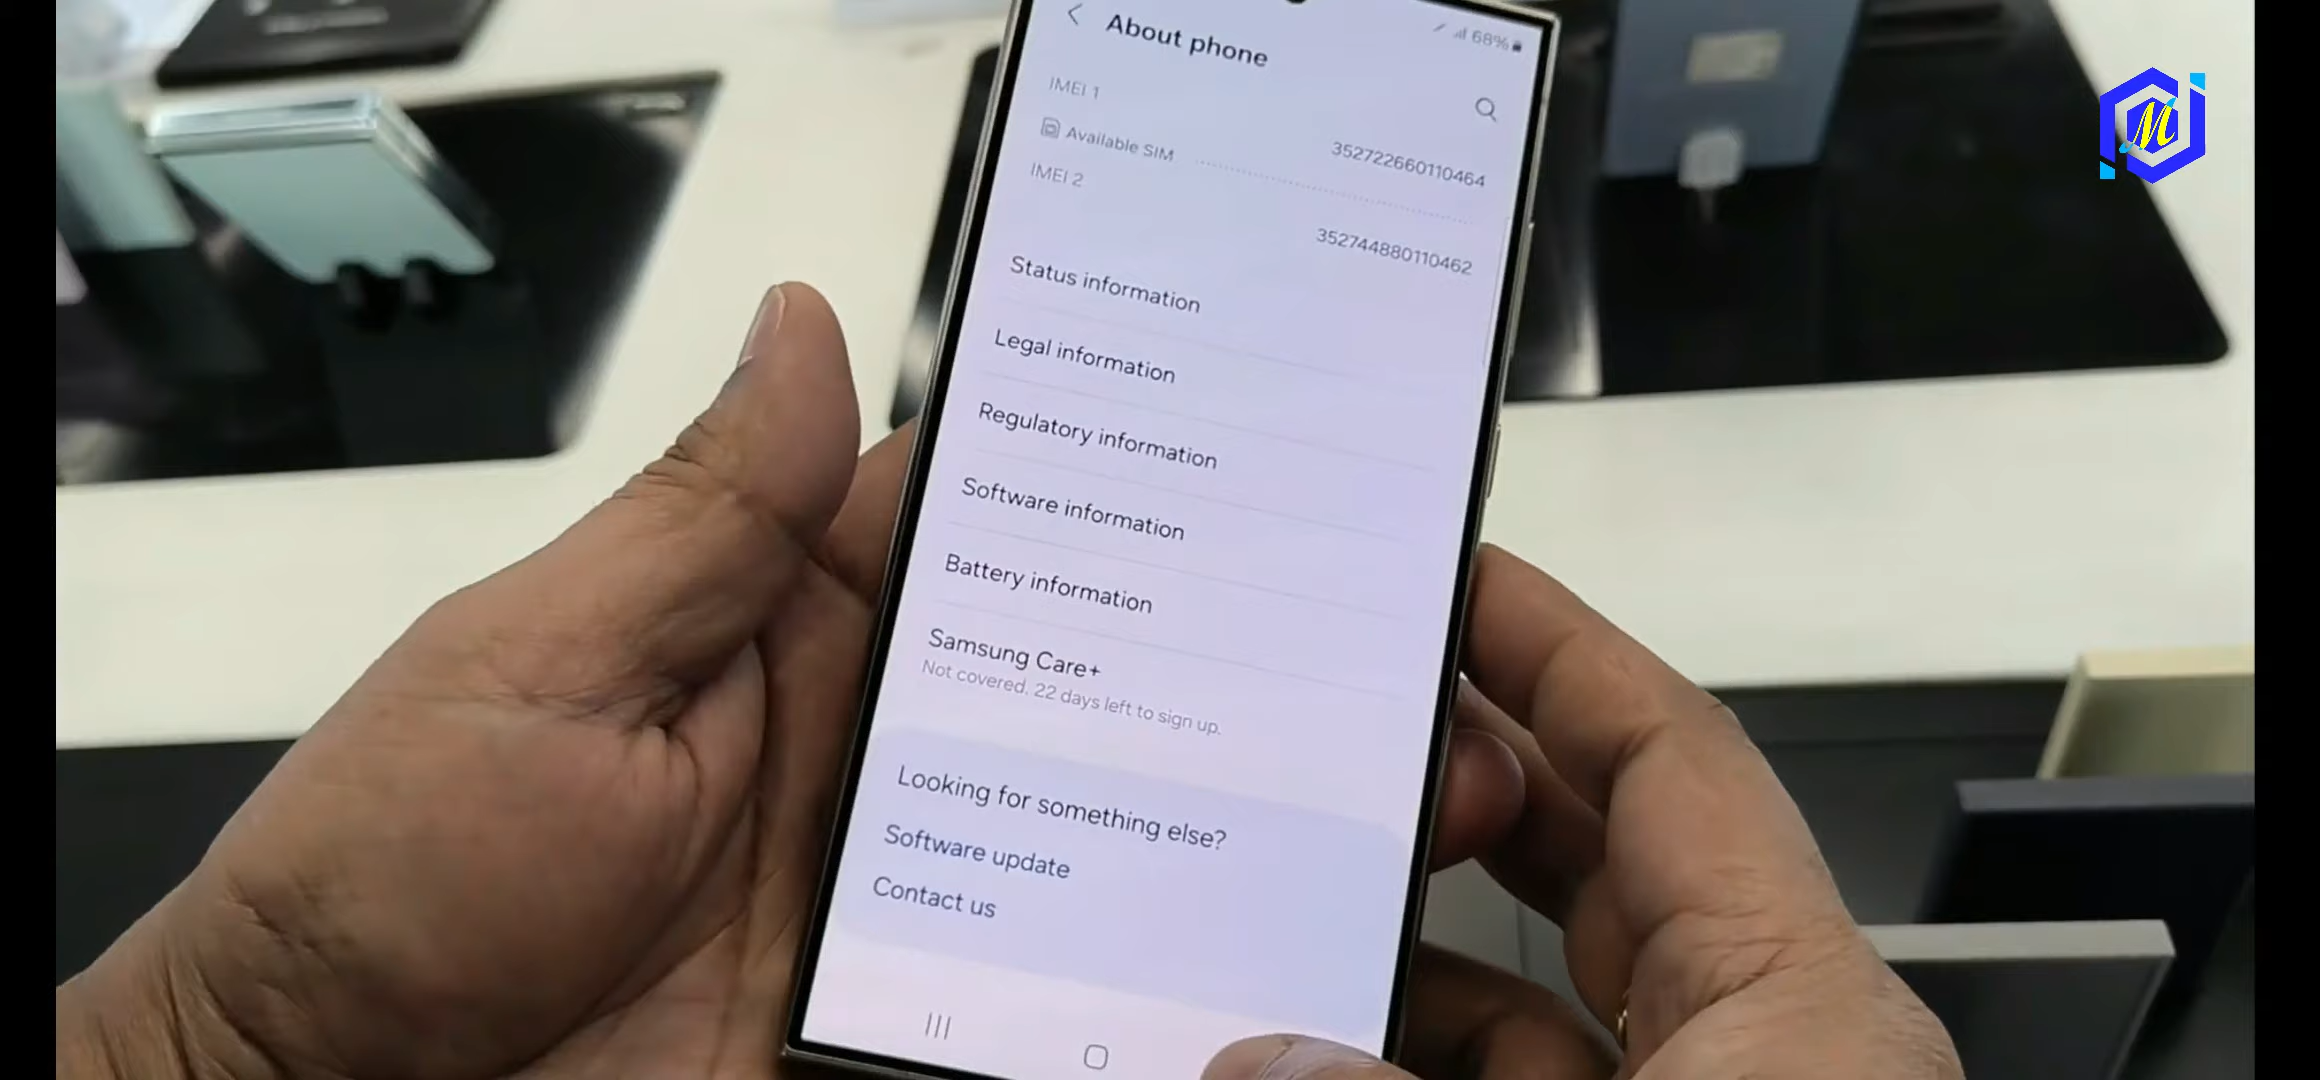 About phone
68%
IMEI 1
352722660110464
Available SIM
IMEI 2
352744880110462
Status information
Legal information
Regulatory information
Software information
Battery information
Samsung Care+
Not covered. 22 days left to sign up.
Looking for something else?
Software update
Contact us
M